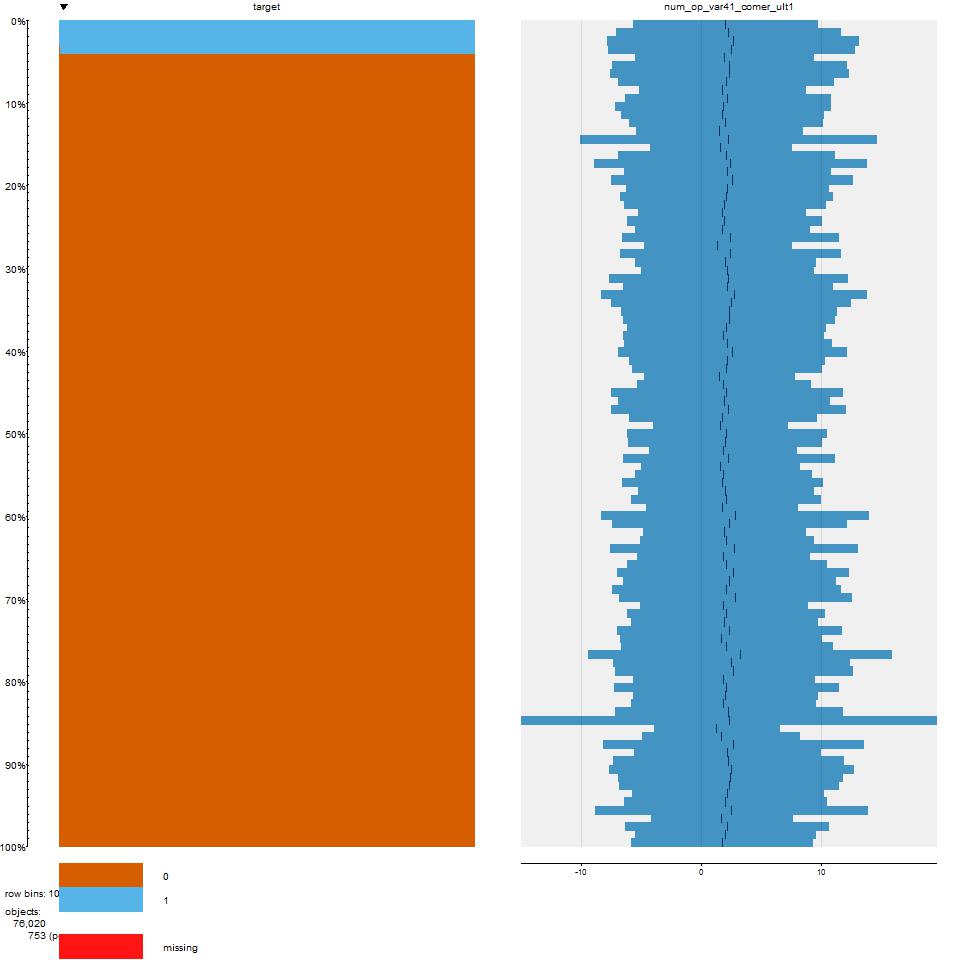 target
num_op_var41_comer_ult1
0%
10%
20%
30%
40%
50%
60%
70%
80%
90%
100%
-10
0
10
0
row bins: 10
1
objects:
76,020
753 (p
missing